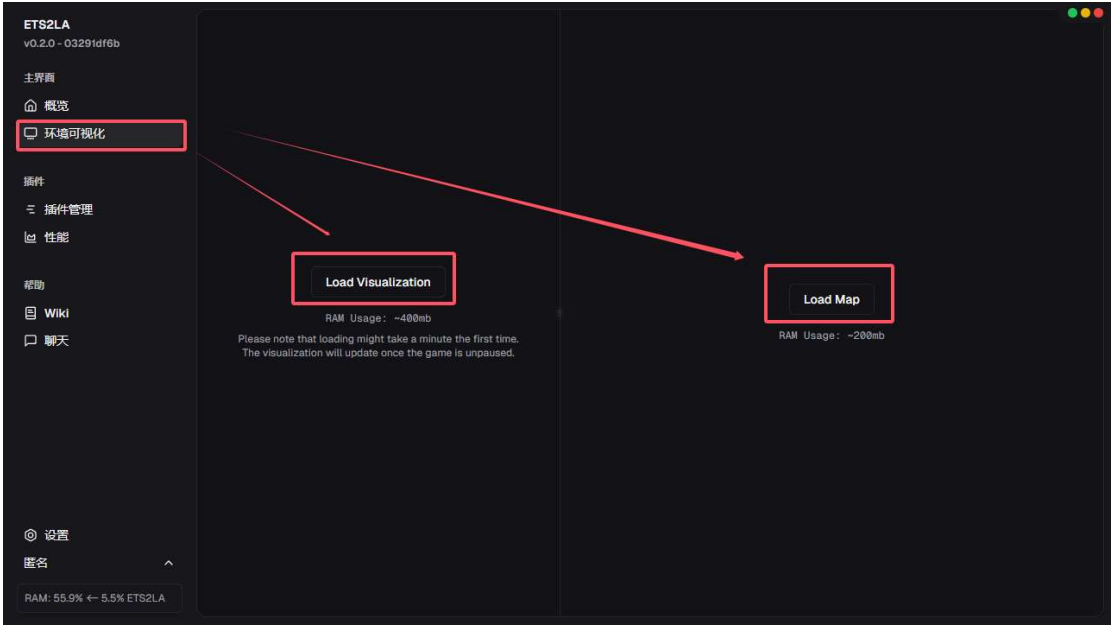 ETS2LA
v0.2.0 - 03291df6b
主界面
概览
环境可视化
插件
插件管理
性能
帮助
Wiki
聊天
设置
匿名
RAM: 55.9% ← 5.5% ETS2LA
Load Visualization
RAM Usage: ~400mb
Please note that loading might take a minute the first time.
The visualization will update once the game is unpaused.
Load Map
RAM Usage: ~200mb